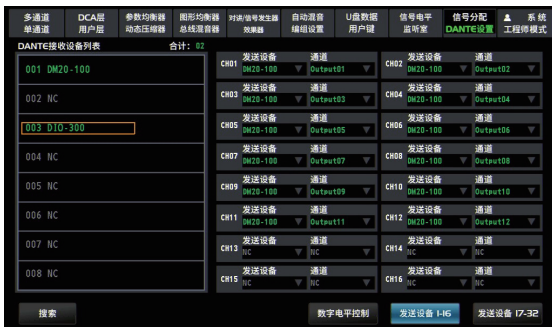 多通道 DCA层 参数均衡器 图形均衡器 对讲/信号发生器 自动混音 U盘数据 信号电平 信号分配 系统
单通道 用户层 动态压缩器 总线混音器 效果器 编组设置 用户键 监听室 DANTE设置 工程师模式
DANTE接收设备列表 合计: 02
001 DM20-100
002 NC
003 DIO-300
004 NC
005 NC
006 NC
007 NC
008 NC
CH01 发送设备 通道 CH02 发送设备 通道
DM20-100 Output01 DM20-100 Output02
CH03 发送设备 通道 CH04 发送设备 通道
DM20-100 Output03 DM20-100 Output04
CH05 发送设备 通道 CH06 发送设备 通道
DM20-100 Output05 DM20-100 Output06
CH07 发送设备 通道 CH08 发送设备 通道
DM20-100 Output07 DM20-100 Output08
CH09 发送设备 通道 CH10 发送设备 通道
DM20-100 Output09 DM20-100 Output10
CH11 发送设备 通道 CH12 发送设备 通道
DM20-100 Output11 DM20-100 Output12
CH13 发送设备 通道 CH14 发送设备 通道
NC NC NC NC
CH15 发送设备 通道 CH16 发送设备 通道
NC NC NC NC
搜索 数字电平控制 发送设备 1-16 发送设备 17-32